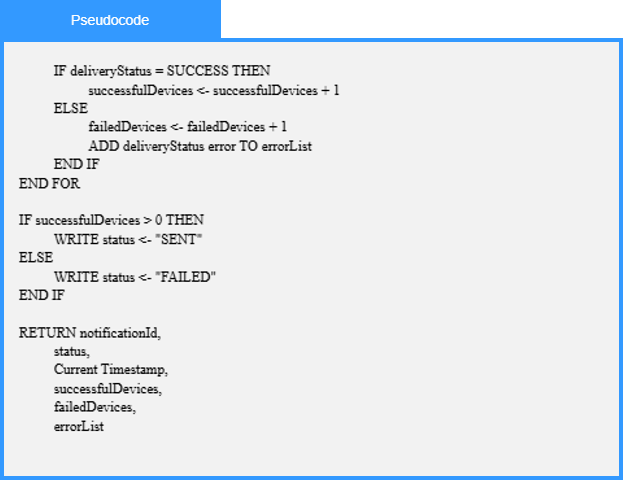 Pseudocode
IF deliveryStatus = SUCCESS THEN
successfulDevices <- successfulDevices + 1
ELSE
failedDevices <- failedDevices + 1
ADD deliveryStatus error TO errorList
END IF
END FOR
IF successfulDevices > 0 THEN
WRITE status <- "SENT"
ELSE
WRITE status <- "FAILED"
END IF
RETURN notificationId,
status,
Current Timestamp,
successfulDevices,
failedDevices,
errorList